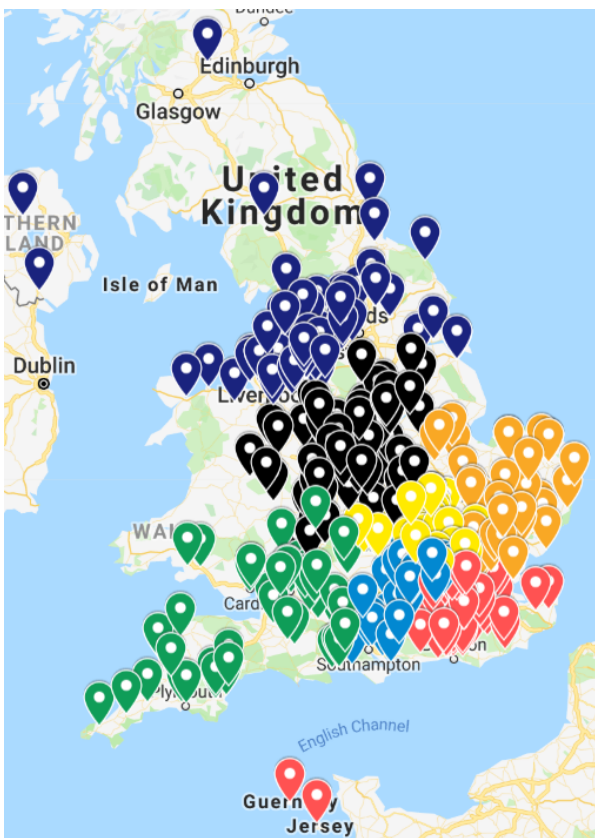 Dundee
Edinburgh
Glasgow
United
Kingdom
THERN
LAND
Isle of Man
Dublin
Liverpool
WA
Card
Southampton
Plymouth
English Channel
Guernsey
Jersey